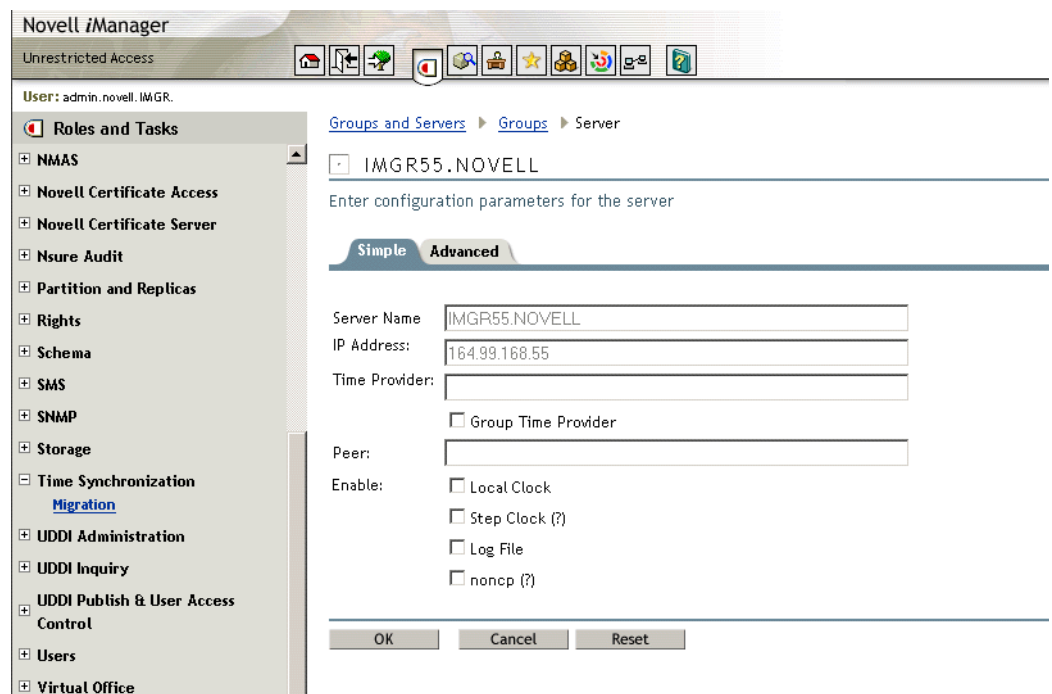 Novell iManager
Unrestricted Access
User: admin.novell.IMGR.
Roles and Tasks
NMAS
Novell Certificate Access
Novell Certificate Server
Nsure Audit
Partition and Replicas
Rights
Schema
SMS
SNMP
Storage
Time Synchronization
Migration
UDDI Administration
UDDI Inquiry
UDDI Publish & User Access
Control
Users
Virtual Office
Groups and Servers Groups Server
IMGR55.NOVELL
Enter configuration parameters for the server
Simple Advanced
Server Name IMGR55.NOVELL
IP Address: 164.99.168.55
Time Provider:
Group Time Provider
Peer:
Enable: Local Clock
Step Clock (?)
Log File
noncp (?)
OK Cancel Reset